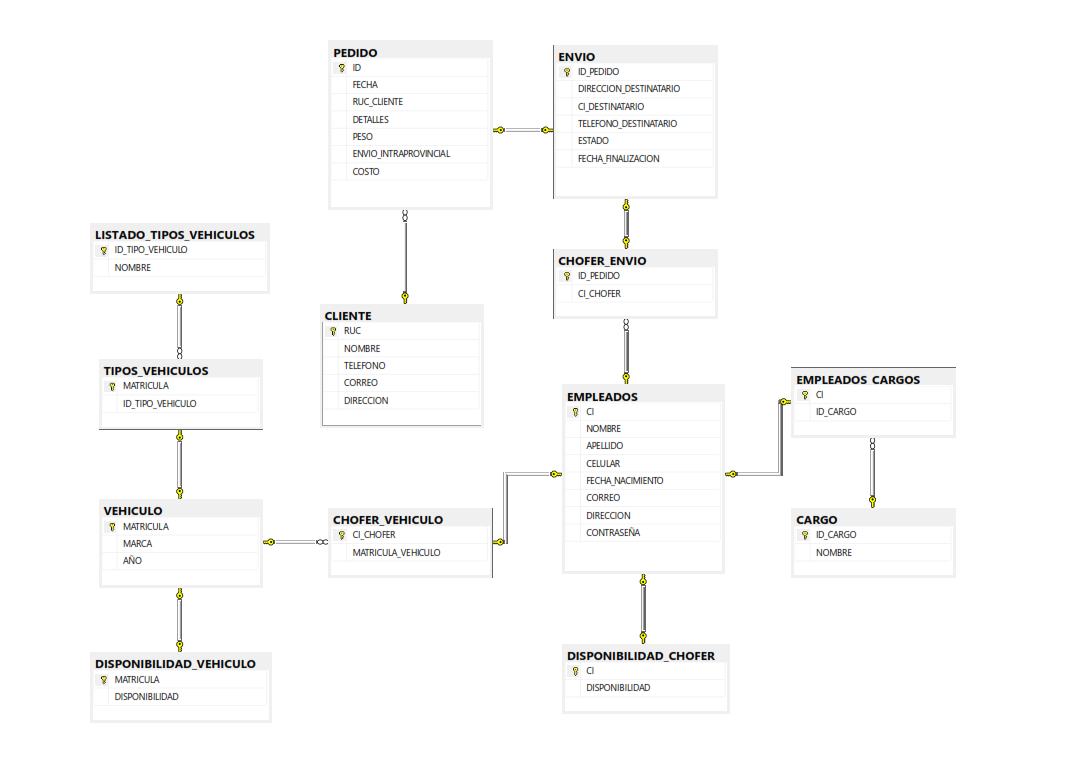 PEDIDO
ID
FECHA
RUC_CLIENTE
DETALLES
PESO
ENVIO_INTRAPROVINCIAL
COSTO
ENVIO
ID_PEDIDO
DIRECCION_DESTINATARIO
CI_DESTINATARIO
TELEFONO_DESTINATARIO
ESTADO
FECHA_FINALIZACION
LISTADO_TIPOS_VEHICULOS
ID_TIPO_VEHICULO
NOMBRE
CHOFER_ENVIO
ID_PEDIDO
CI_CHOFER
CLIENTE
RUC
NOMBRE
TELEFONO
CORREO
DIRECCION
TIPOS_VEHICULOS
MATRICULA
ID_TIPO_VEHICULO
EMPLEADOS
CI
NOMBRE
APELLIDO
CELULAR
FECHA_NACIMIENTO
CORREO
DIRECCION
CONTRASEÑA
EMPLEADOS_CARGOS
CI
ID_CARGO
VEHICULO
MATRICULA
MARCA
AÑO
CHOFER_VEHICULO
CI_CHOFER
MATRICULA_VEHICULO
CARGO
ID_CARGO
NOMBRE
DISPONIBILIDAD_VEHICULO
MATRICULA
DISPONIBILIDAD
DISPONIBILIDAD_CHOFER
CI
DISPONIBILIDAD